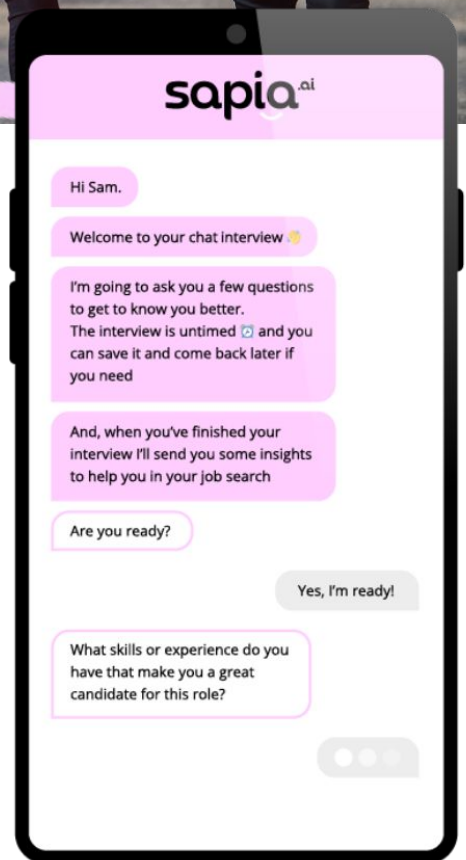 sapia.ai
Hi Sam.
Welcome to your chat interview 👋
I'm going to ask you a few questions
to get to know you better.
The interview is untimed ⏰ and you
can save it and come back later if
you need
And, when you've finished your
interview I'll send you some insights
to help you in your job search
Are you ready?
Yes, I'm ready!
What skills or experience do you
have that make you a great
candidate for this role?